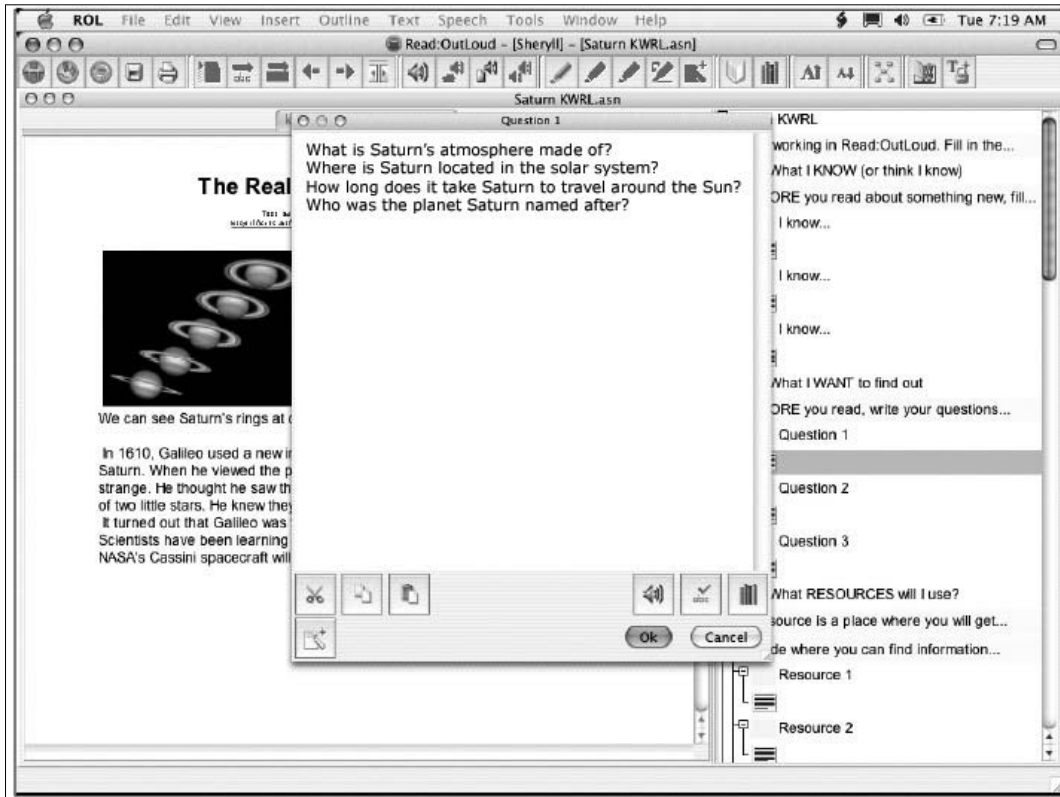 ROL File Edit View Insert Outline Text Speech Tools Window Help Tue 7:19 AM
Read:OutLoud – [Sheryll] – [Saturn KWRL.asn]
Saturn KWRL.asn
Question 1
What is Saturn's atmosphere made of?
Where is Saturn located in the solar system?
How long does it take Saturn to travel around the Sun?
Who was the planet Saturn named after?
Ok Cancel
The Real
We can see Saturn's rings at
In 1610, Galileo used a new
Saturn. When he viewed the
strange. He thought he saw
of two little stars. He knew they
It turned out that Galileo was
Scientists have been learning
NASA's Cassini spacecraft will
KWRL
working in Read:OutLoud. Fill in the...
What I KNOW (or think I know)
ORE you read about something new, fill...
I know...
I know...
I know...
What I WANT to find out
ORE you read, write your questions...
Question 1
Question 2
Question 3
What RESOURCES will I use?
source is a place where you will get...
de where you can find information...
Resource 1
Resource 2